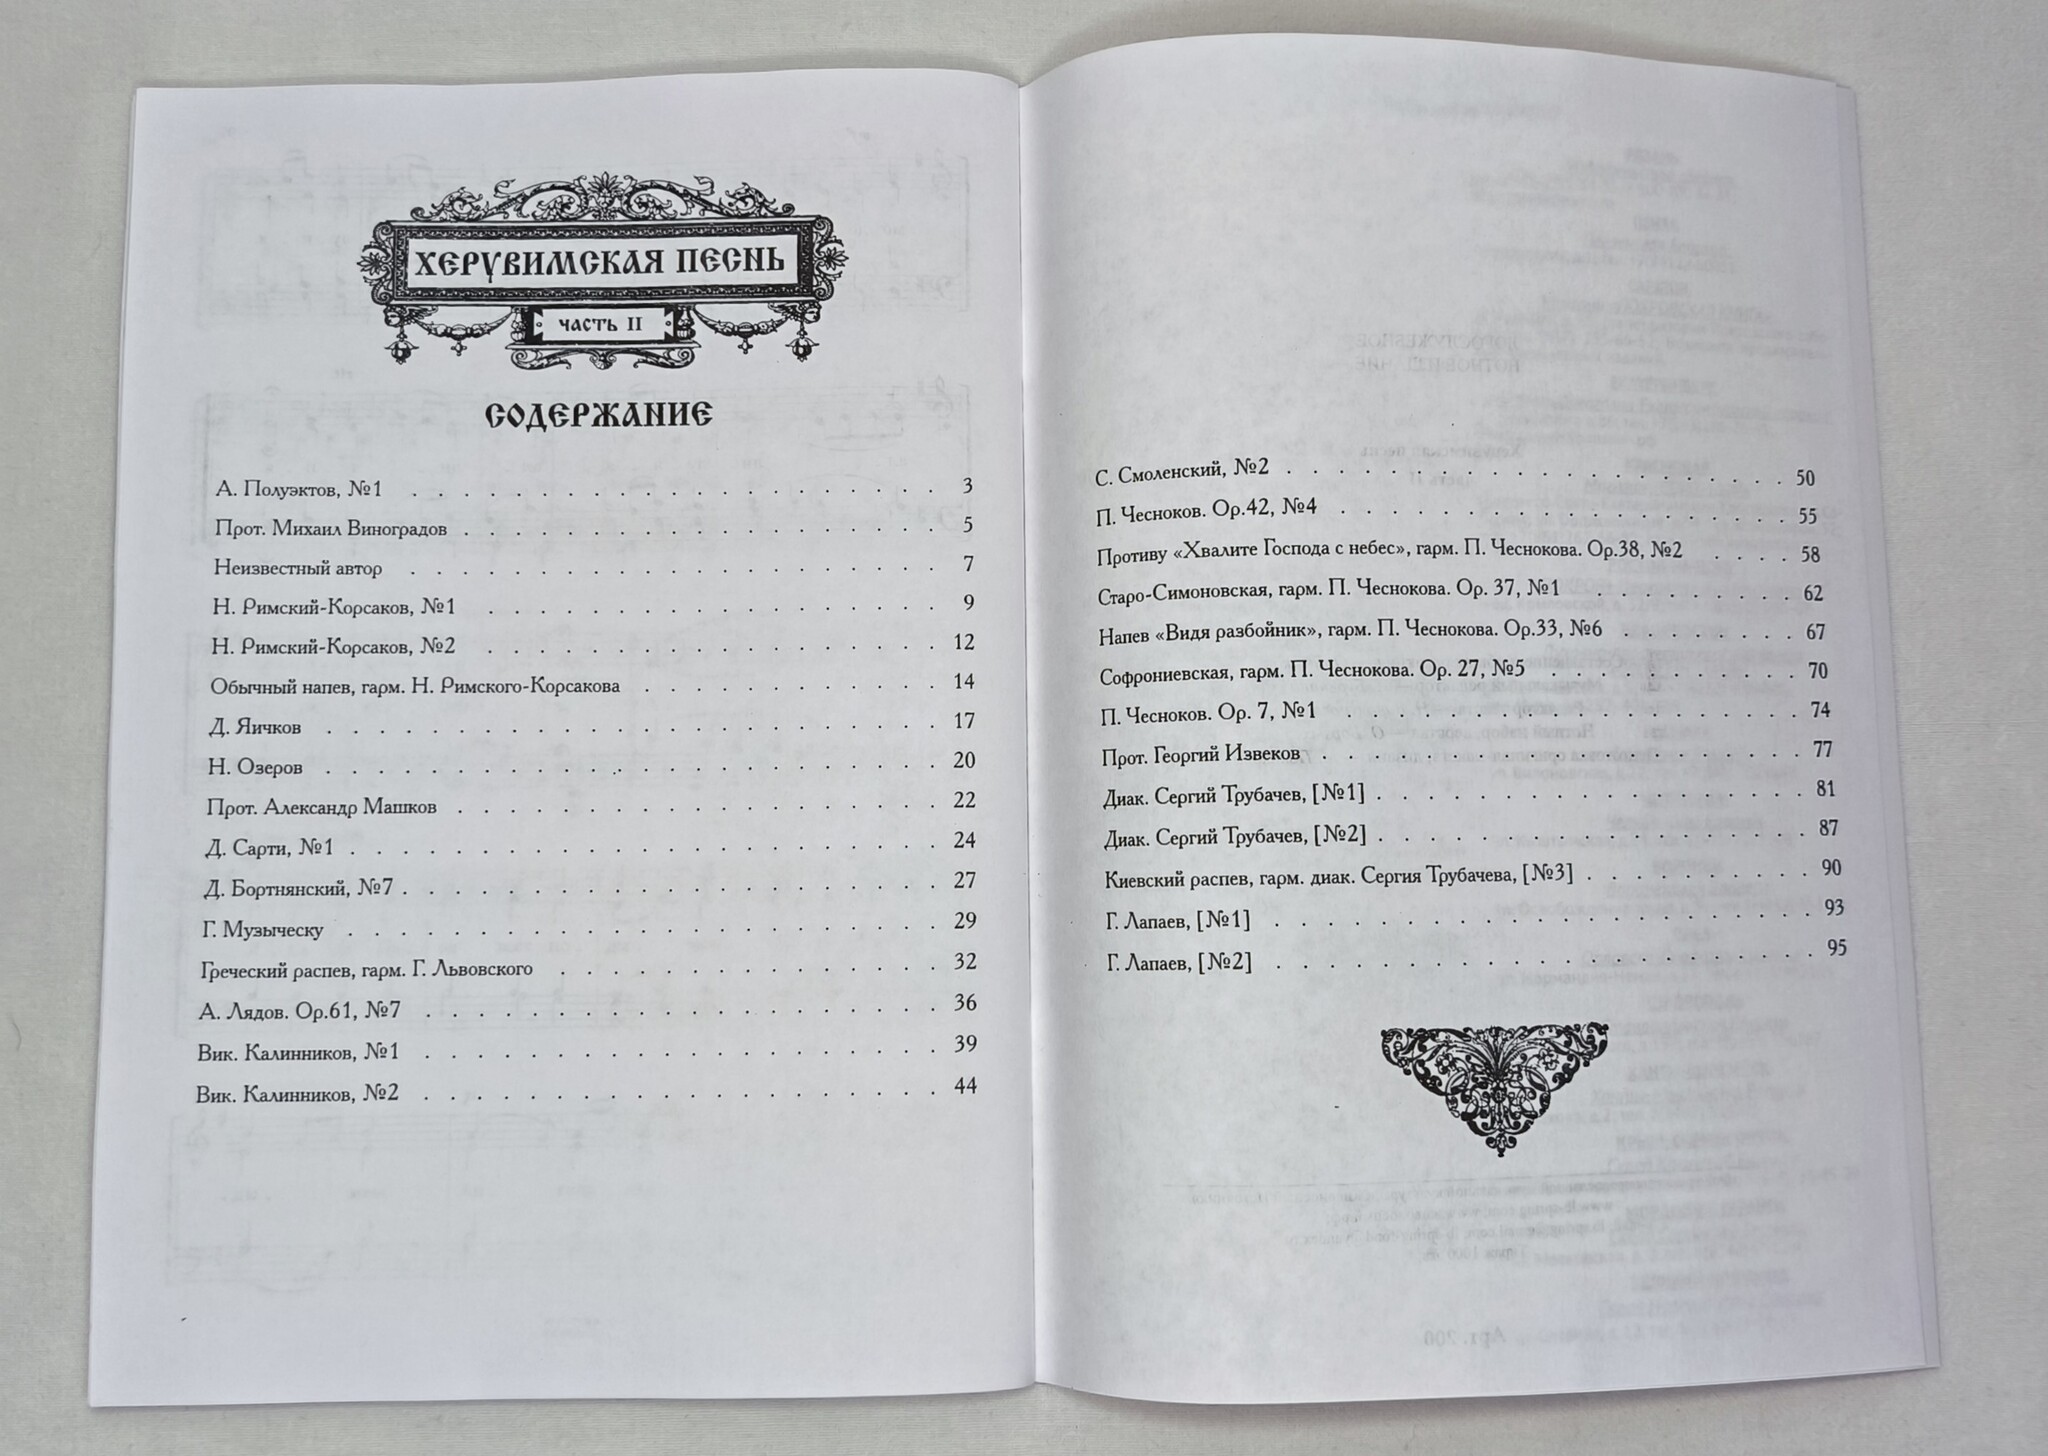 ХЕРУВИМСКАЯ ПЕСНЬ
ЧАСТЬ II
СОДЕРЖАНИЕ
А. Полуэктов, №1 . . . . . . . . . . . . . . . . . . . . 3
Прот. Михаил Виноградов . . . . . . . . . . . . . . . . . . 5
Неизвестный автор . . . . . . . . . . . . . . . . . . . . 7
Н. Римский-Корсаков, №1 . . . . . . . . . . . . . . . . . 9
Н. Римский-Корсаков, №2 . . . . . . . . . . . . . . . . . 12
Обычный напев, гарм. Н. Римского-Корсакова . . . . . . . . . . . 14
Д. Яичков . . . . . . . . . . . . . . . . . . . . . . . 17
Н. Озеров . . . . . . . . . . . . . . . . . . . . . . . 20
Прот. Александр Машков . . . . . . . . . . . . . . . . . . 22
Д. Сарти, №1 . . . . . . . . . . . . . . . . . . . . . . 24
Д. Бортнянский, №7 . . . . . . . . . . . . . . . . . . . . 27
Г. Музыческу . . . . . . . . . . . . . . . . . . . . . . 29
Греческий распев, гарм. Г. Львовского . . . . . . . . . . . . . . 32
А. Лядов. Ор.61, №7 . . . . . . . . . . . . . . . . . . . 36
Вик. Калинников, №1 . . . . . . . . . . . . . . . . . . . 39
Вик. Калинников, №2 . . . . . . . . . . . . . . . . . . . 44
С. Смоленский, №2 . . . . . . . . . . . . . . . . . . . . 50
П. Чесноков. Ор.42, №4 . . . . . . . . . . . . . . . . . . 55
Противу «Хвалите Господа с небес», гарм. П. Чеснокова. Ор.38, №2 . . . . 58
Старо-Симоновская, гарм. П. Чеснокова. Ор. 37, №1 . . . . . . . . . 62
Напев «Видя разбойник», гарм. П. Чеснокова. Ор.33, №6 . . . . . . . 67
Софрониевская, гарм. П. Чеснокова. Ор. 27, №5 . . . . . . . . . . 70
П. Чесноков. Ор. 7, №1 . . . . . . . . . . . . . . . . . . 74
Прот. Георгий Извеков . . . . . . . . . . . . . . . . . . . 77
Диак. Сергий Трубачев, [№1] . . . . . . . . . . . . . . . . . 81
Диак. Сергий Трубачев, [№2] . . . . . . . . . . . . . . . . . 87
Киевский распев, гарм. диак. Сергия Трубачева, [№3] . . . . . . . . . 90
Г. Лапаев, [№1] . . . . . . . . . . . . . . . . . . . . . 93
Г. Лапаев, [№2] . . . . . . . . . . . . . . . . . . . . . 95